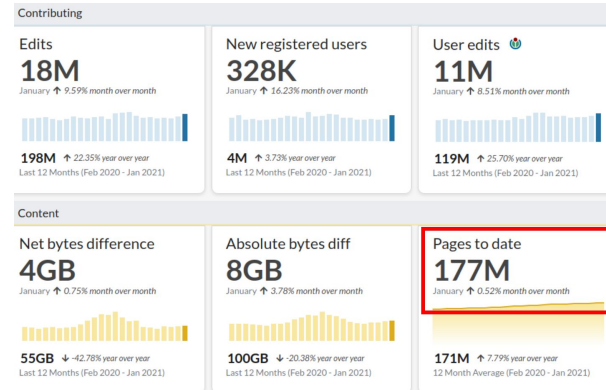 Contributing
Edits
18M
January ↑ 9.59% month over month
198M ↑ 22.35% year over year
Last 12 Months (Feb 2020 - Jan 2021)
New registered users
328K
January ↑ 16.23% month over month
4M ↑ 3.73% year over year
Last 12 Months (Feb 2020 - Jan 2021)
User edits
11M
January ↑ 8.51% month over month
119M ↑ 25.70% year over year
Last 12 Months (Feb 2020 - Jan 2021)
Content
Net bytes difference
4GB
January ↑ 0.75% month over month
55GB ↓ -42.78% year over year
Last 12 Months (Feb 2020 - Jan 2021)
Absolute bytes diff
8GB
January ↑ 3.78% month over month
100GB ↓ -20.38% year over year
Last 12 Months (Feb 2020 - Jan 2021)
Pages to date
177M
January ↑ 0.52% month over month
171M ↑ 7.79% year over year
12 Month Average (Feb 2020 - Jan 2021)